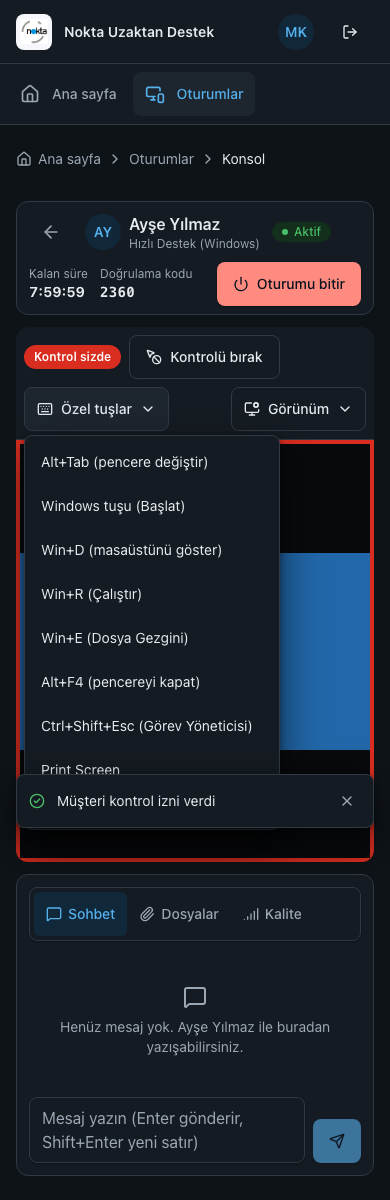 nokta
Nokta Uzaktan Destek
MK
Ana sayfa
Oturumlar
Ana sayfa
Oturumlar
Konsol
AY
Ayşe Yılmaz
Hızlı Destek (Windows)
Aktif
Kalan süre
7:59:59
Doğrulama kodu
2360
Oturumu bitir
Kontrol sizde
Kontrolü bırak
Özel tuşlar
Görünüm
Alt+Tab (pencere değiştir)
Windows tuşu (Başlat)
Win+D (masaüstünü göster)
Win+R (Çalıştır)
Win+E (Dosya Gezgini)
Alt+F4 (pencereyi kapat)
Ctrl+Shift+Esc (Görev Yöneticisi)
Print Screen
Müşteri kontrol izni verdi
Sohbet
Dosyalar
Kalite
Henüz mesaj yok. Ayşe Yılmaz ile buradan
yazışabilirsiniz.
Mesaj yazın (Enter gönderir,
Shift+Enter yeni satır)